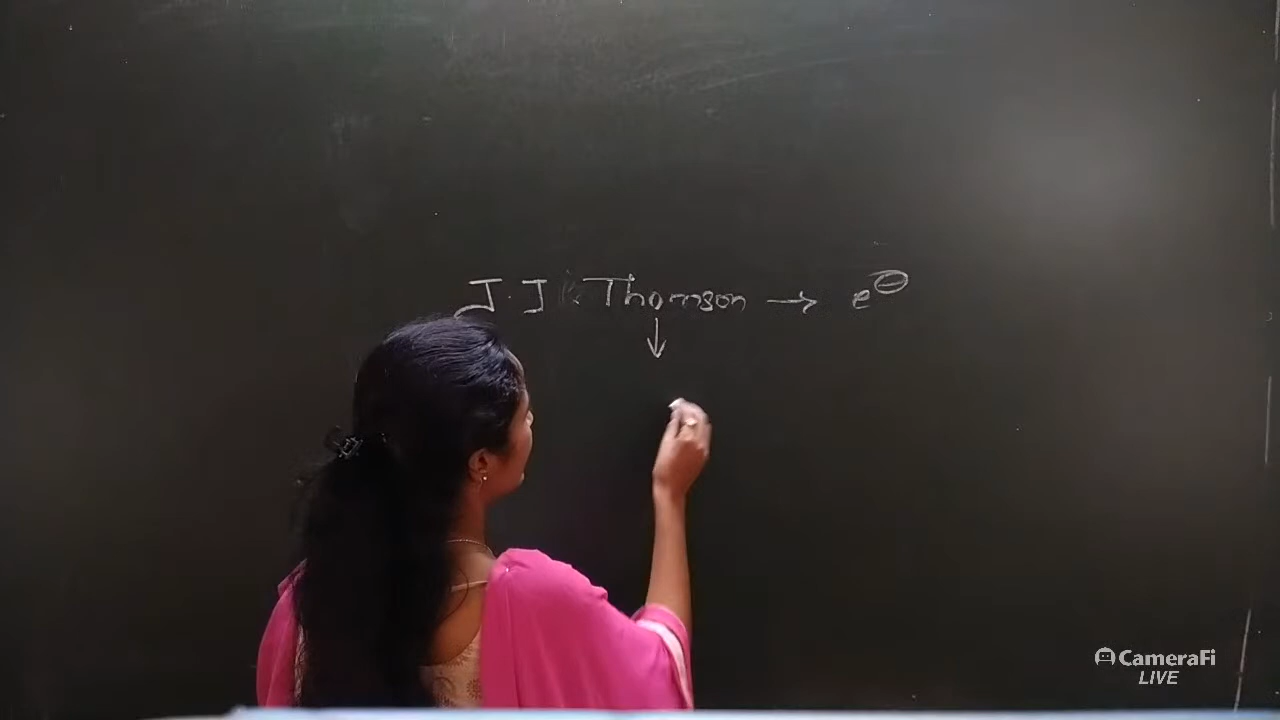 J. J Thomson → e⊖
↓
CameraFi
LIVE